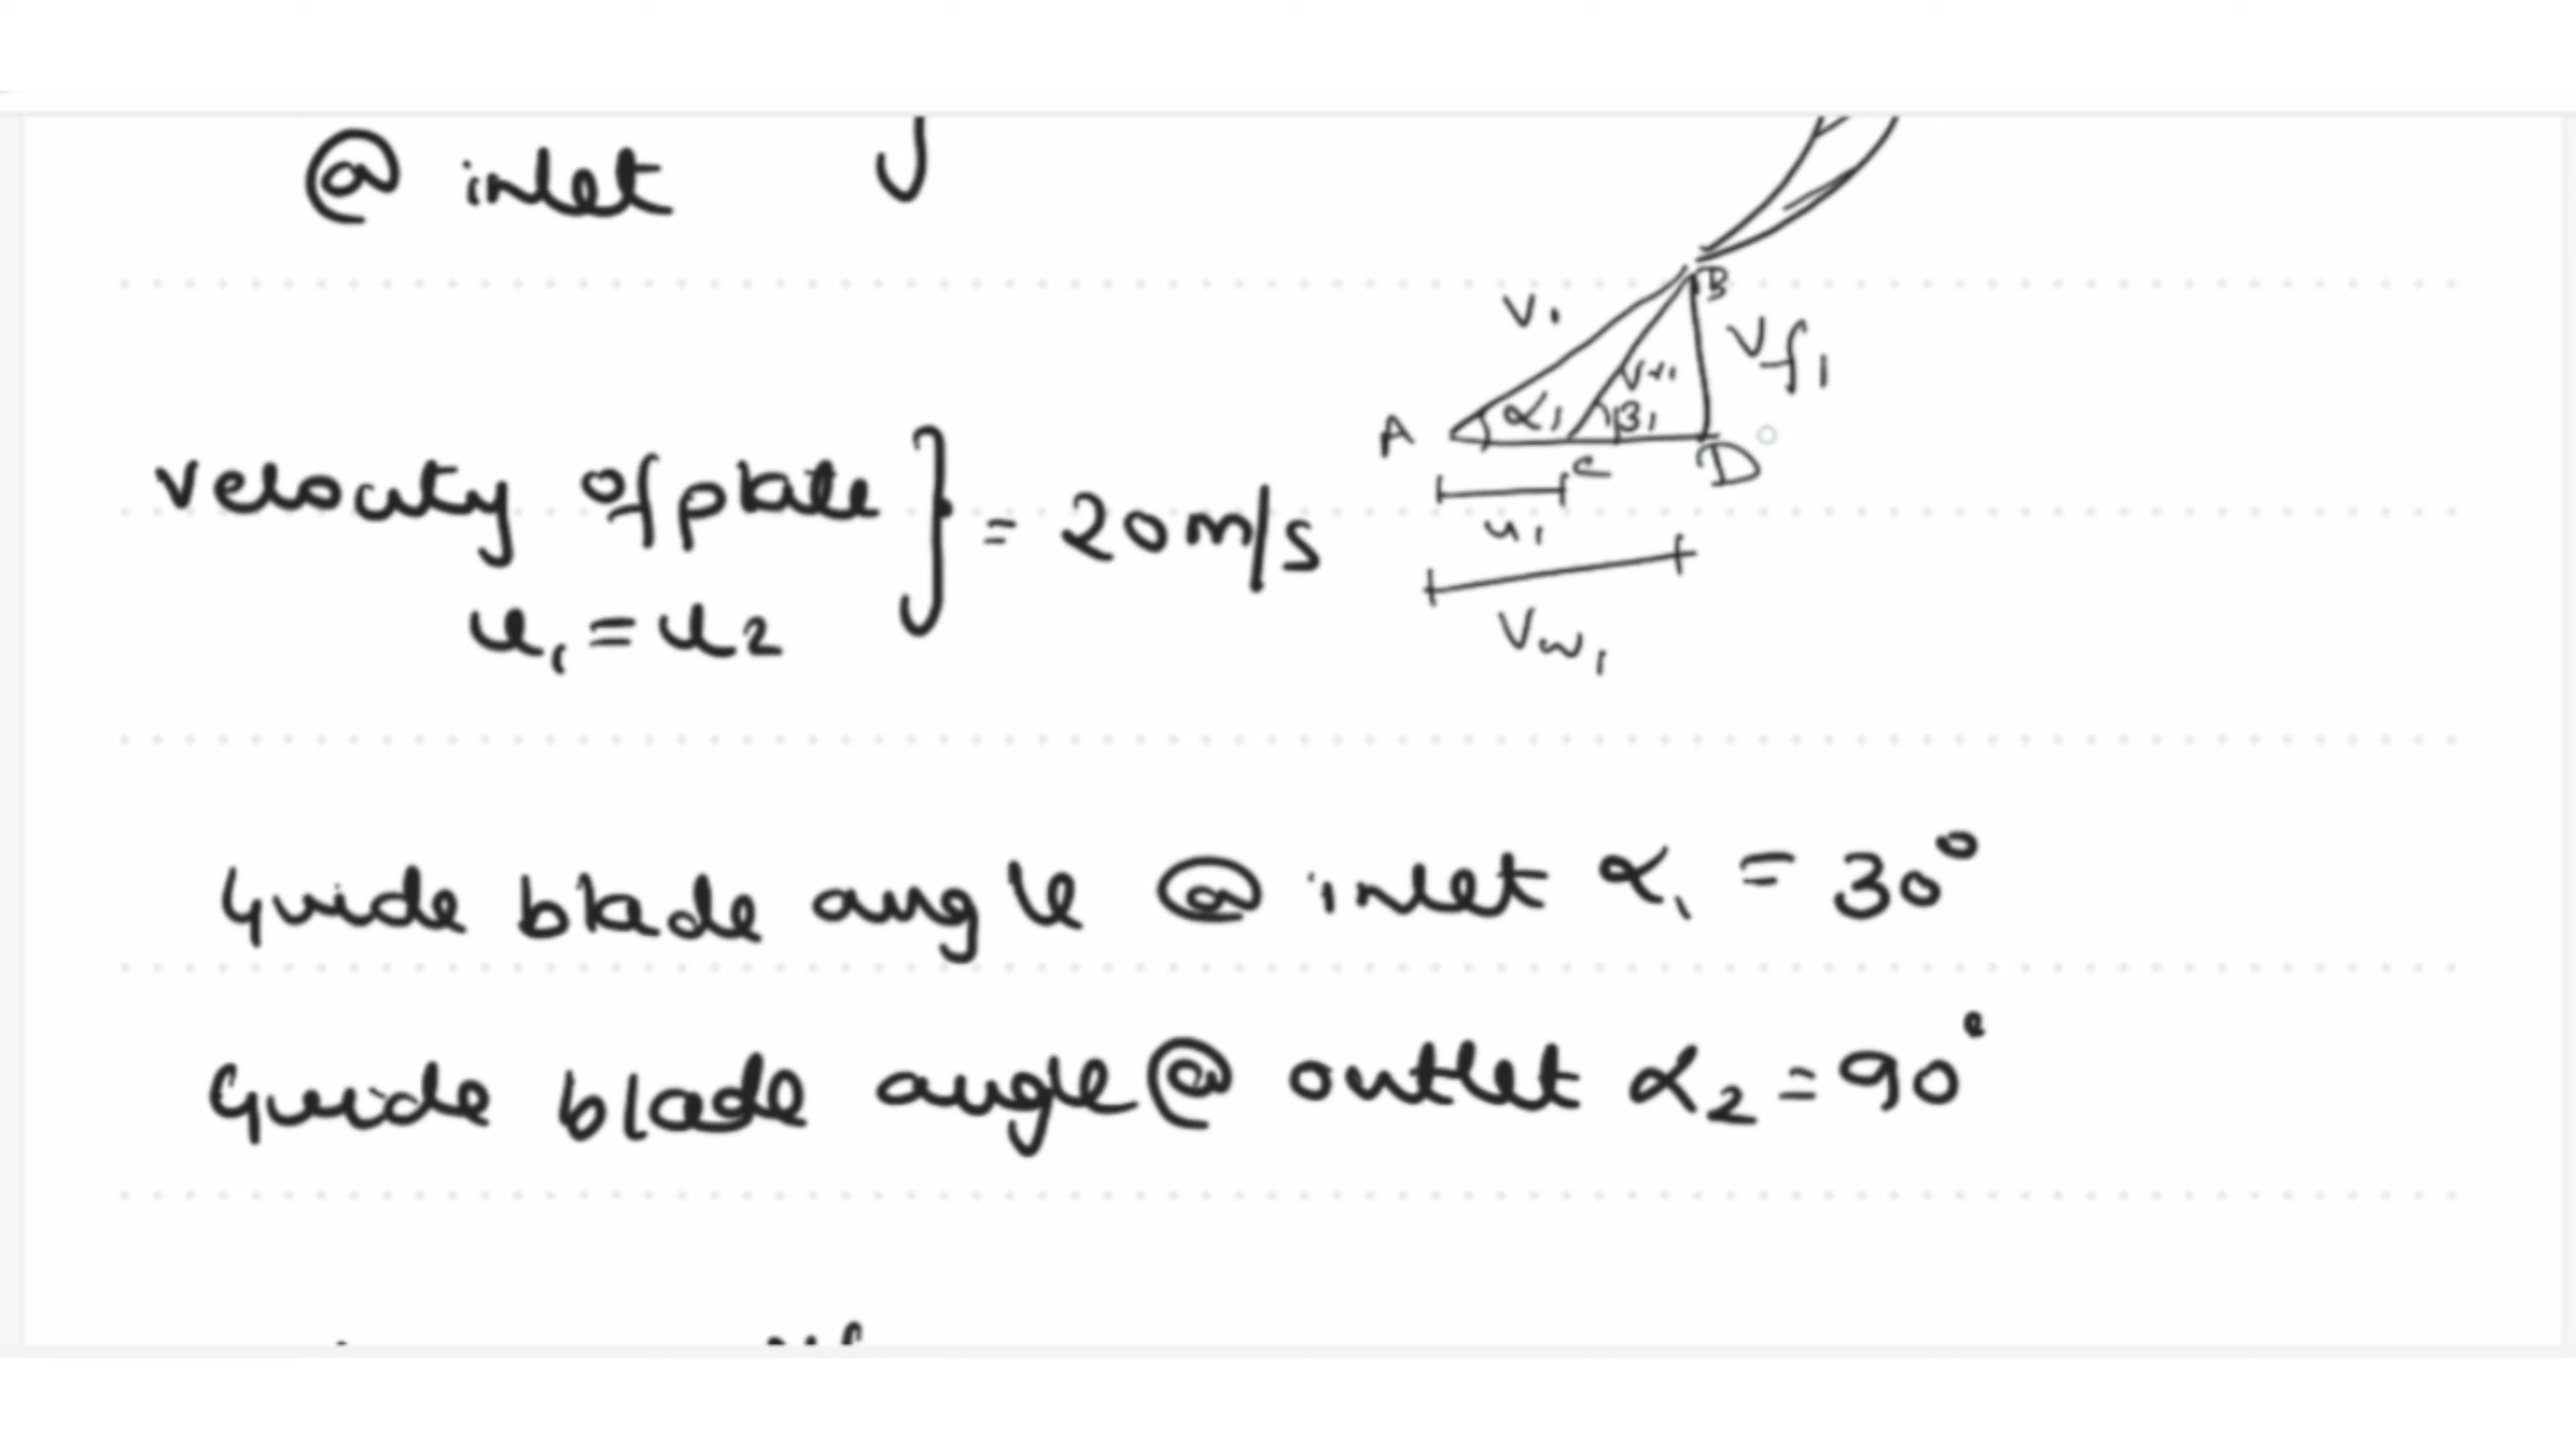 @ inlet }
V₁
B
Vf₁
Vr₁
A α₁ β₁
C D
velocity of plate } = 20 m/s
u₁ = u₂
u₁
Vw₁
Guide blade angle @ inlet α₁ = 30°
Guide blade angle @ outlet α₂ = 90°